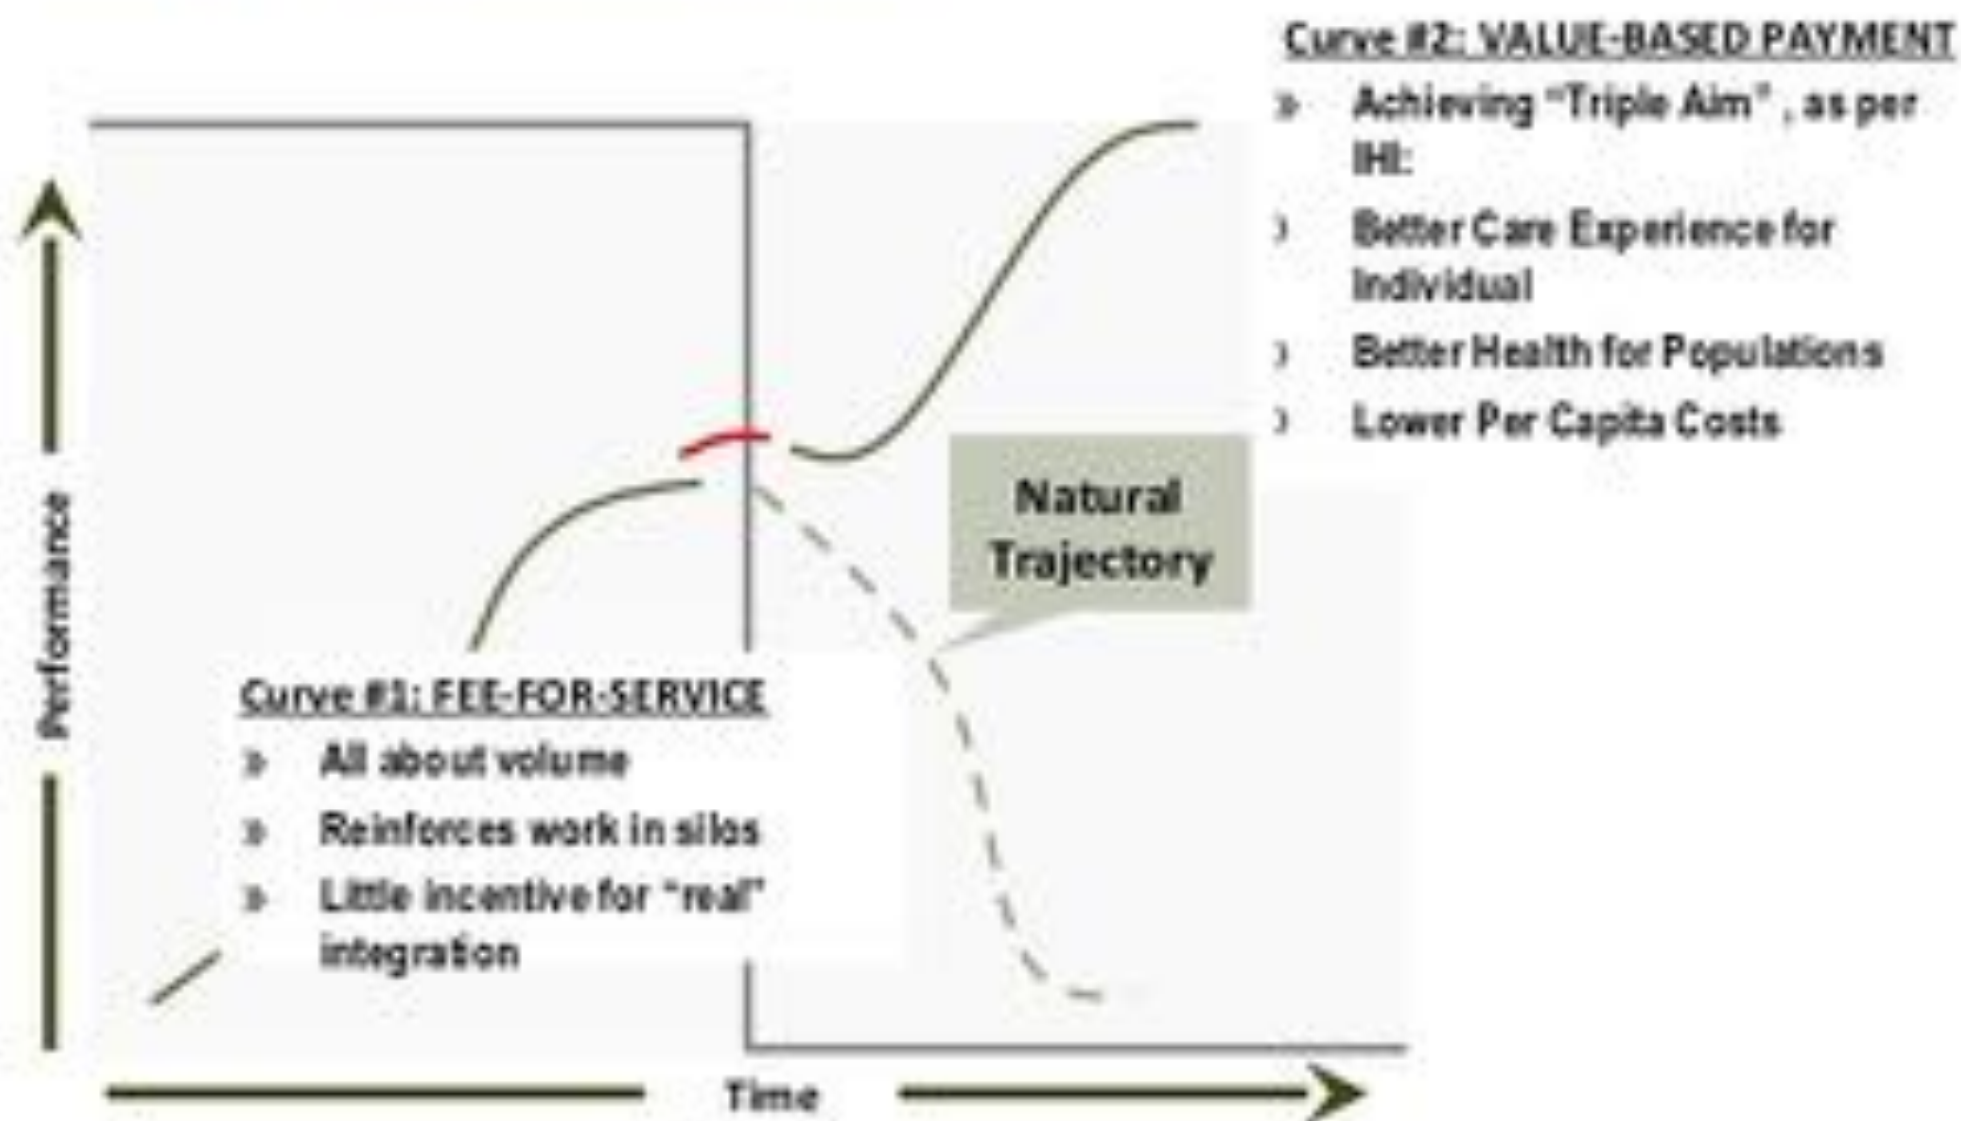 Curve #2: VALUE-BASED PAYMENT
» Achieving “Triple Aim” , as per
IHI:
Better Care Experience for
Individual
Better Health for Populations
Lower Per Capita Costs
Natural
Trajectory
Performance
Curve #1: FEE-FOR-SERVICE
» All about volume
» Reinforces work in silos
» Little incentive for “real”
integration
Time